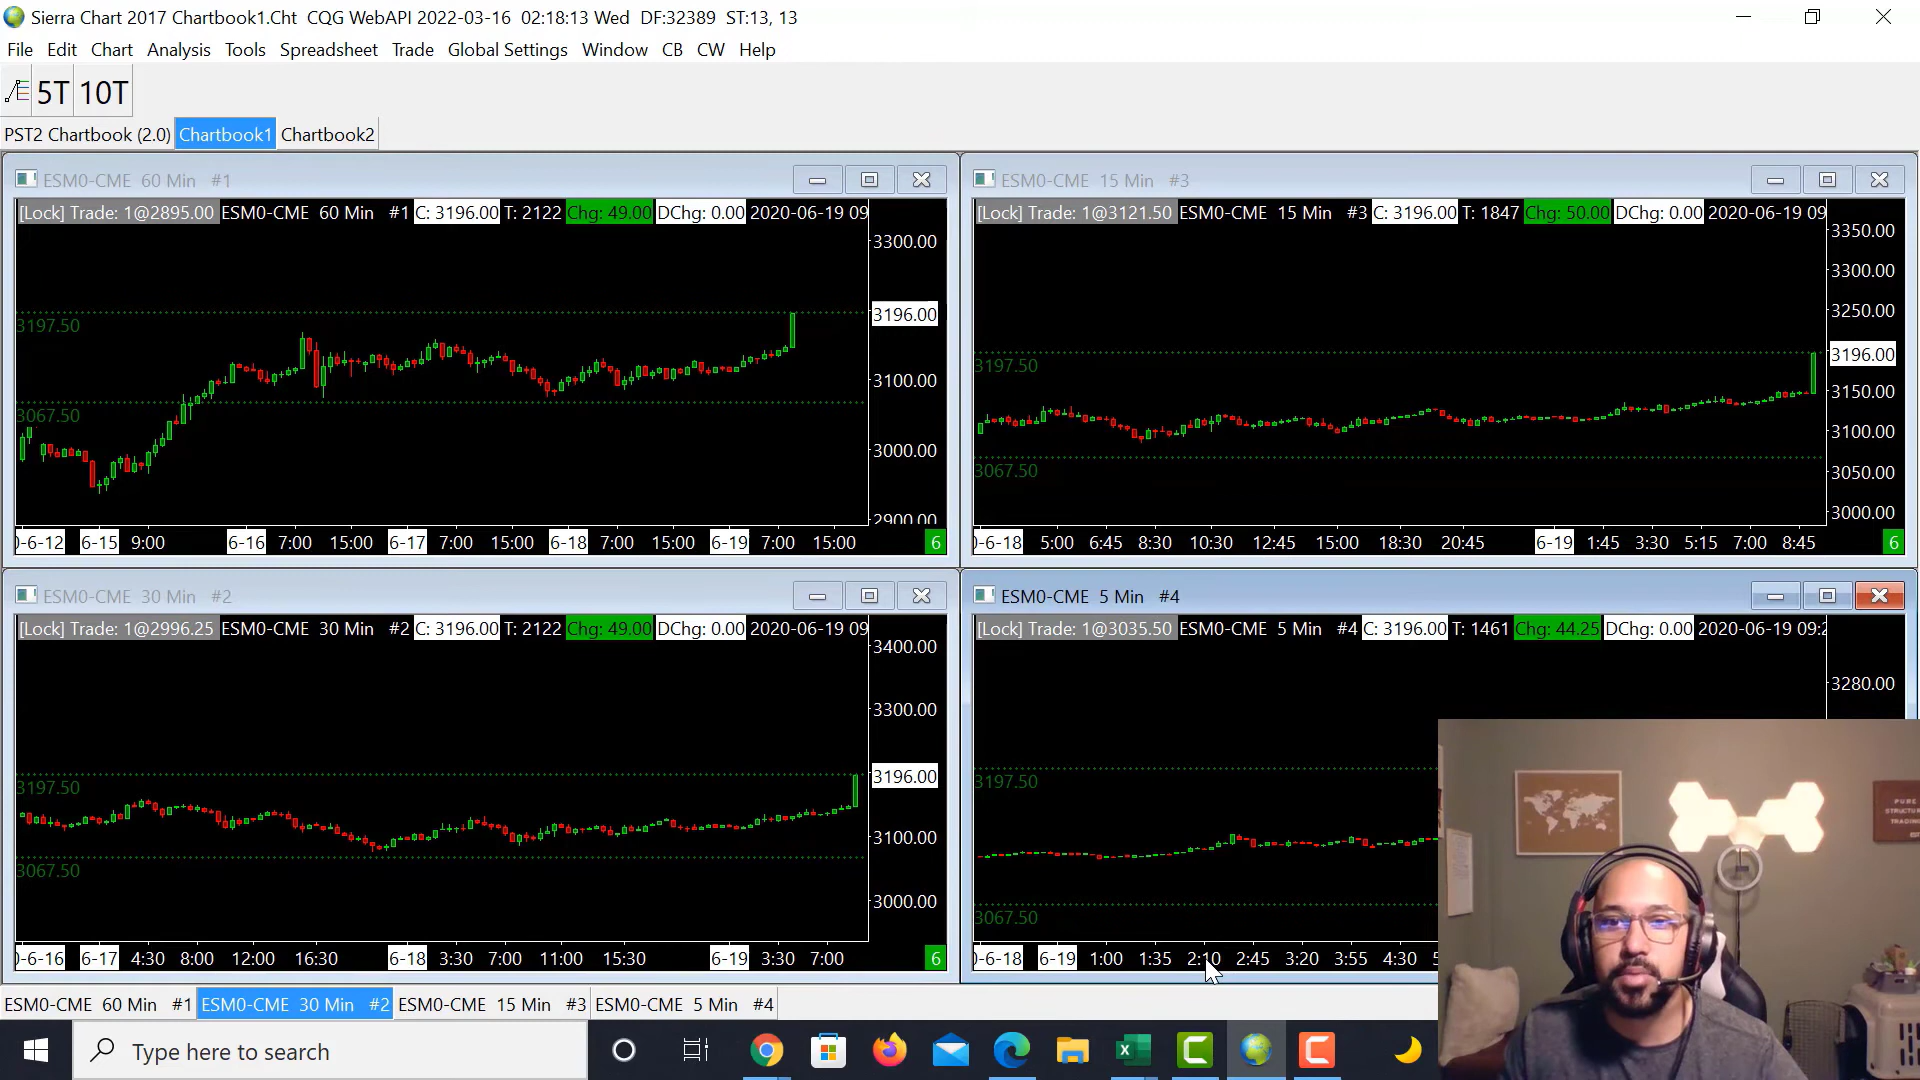 Sierra Chart 2017 Chartbook1.Cht CQG WebAPI 2022-03-16 02:18:13 Wed DF:32389 ST:13, 13
File Edit Chart Analysis Tools Spreadsheet Trade Global Settings Window CB CW Help
5T 10T
PST2 Chartbook (2.0) Chartbook1 Chartbook2
ESM0-CME 60 Min #1
[Lock] Trade: 1@2895.00 ESM0-CME 60 Min #1 C: 3196.00 T: 2122 Chg: 49.00 DChg: 0.00 2020-06-19 09
3300.00
3196.00
3197.50
3100.00
3067.50
3000.00
2900.00
0-6-12 6-15 9:00 6-16 7:00 15:00 6-17 7:00 15:00 6-18 7:00 15:00 6-19 7:00 15:00 6
ESM0-CME 15 Min #3
[Lock] Trade: 1@3121.50 ESM0-CME 15 Min #3 C: 3196.00 T: 1847 Chg: 50.00 DChg: 0.00 2020-06-19 09
3350.00
3300.00
3250.00
3196.00
3197.50
3150.00
3100.00
3067.50
3050.00
3000.00
0-6-18 5:00 6:45 8:30 10:30 12:45 15:00 18:30 20:45 6-19 1:45 3:30 5:15 7:00 8:45 6
ESM0-CME 30 Min #2
[Lock] Trade: 1@2996.25 ESM0-CME 30 Min #2 C: 3196.00 T: 2122 Chg: 49.00 DChg: 0.00 2020-06-19 09
3400.00
3300.00
3196.00
3197.50
3100.00
3067.50
3000.00
0-6-16 6-17 4:30 8:00 12:00 16:30 6-18 3:30 7:00 11:00 15:30 6-19 3:30 7:00 6
ESM0-CME 5 Min #4
[Lock] Trade: 1@3035.50 ESM0-CME 5 Min #4 C: 3196.00 T: 1461 Chg: 44.25 DChg: 0.00 2020-06-19 09:2
3280.00
3197.50
3067.50
0-6-18 6-19 1:00 1:35 2:10 2:45 3:20 3:55 4:30 5
PURE
STRUCTUR
TRADING
ESM0-CME 60 Min #1 ESM0-CME 30 Min #2 ESM0-CME 15 Min #3 ESM0-CME 5 Min #4
Type here to search